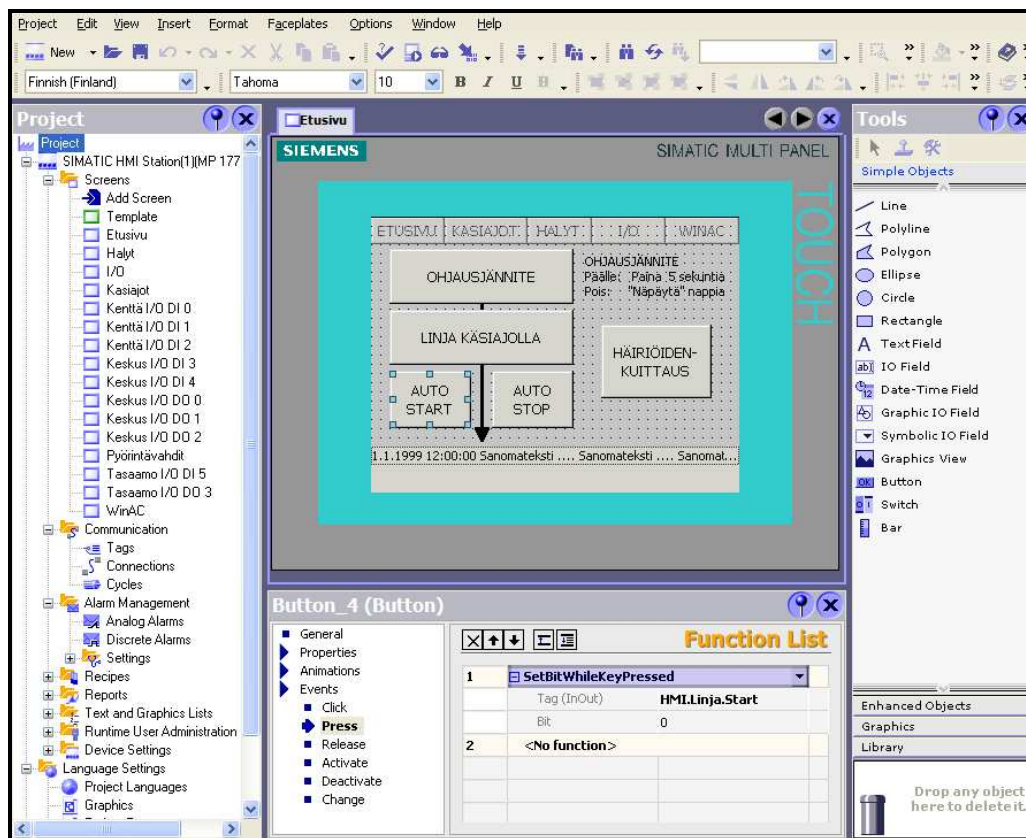 Project Edit View Insert Format Faceplates Options Window Help
New
Finnish (Finland) Tahoma 10 B I U B
Project
Project
SIMATIC HMI Station(1)(MP 177
Screens
Add Screen
Template
Etusivu
Halyt
I/O
Kasiajot
Kenttä I/O DI 0
Kenttä I/O DI 1
Kenttä I/O DI 2
Keskus I/O DI 3
Keskus I/O DI 4
Keskus I/O DO 0
Keskus I/O DO 1
Keskus I/O DO 2
Pyörintävahdit
Tasaamo I/O DI 5
Tasaamo I/O DO 3
WinAC
Communication
Tags
Connections
Cycles
Alarm Management
Analog Alarms
Discrete Alarms
Settings
Recipes
Reports
Text and Graphics Lists
Runtime User Administration
Device Settings
Language Settings
Project Languages
Graphics
Etusivu
SIEMENS
SIMATIC MULTI PANEL
TOUCH
ETUSIVU KASIAJOT HALYT I/O WINAC
OHJAUSJÄNNITE
OHJAUSJÄNNITE
Päälle: Paina 5 sekuntia
Pois: "Näpäytä" nappia
LINJA KÄSIAJOLLA
HÄIRIÖIDEN-
KUITTAUS
AUTO
START
AUTO
STOP
1.1.1999 12:00:00 Sanomateksti .... Sanomateksti .... Sanomat...
Button_4 (Button)
General
Properties
Animations
Events
Click
Press
Release
Activate
Deactivate
Change
Function List
1 SetBitWhileKeyPressed
Tag (InOut) HMI.Linja.Start
Bit 0
2 <No function>
Tools
Simple Objects
Line
Polyline
Polygon
Ellipse
Circle
Rectangle
A TextField
ab IO Field
12 Date-Time Field
Graphic IO Field
Symbolic IO Field
Graphics View
OK Button
0 I Switch
Bar
Enhanced Objects
Graphics
Library
Drop any object
here to delete it.